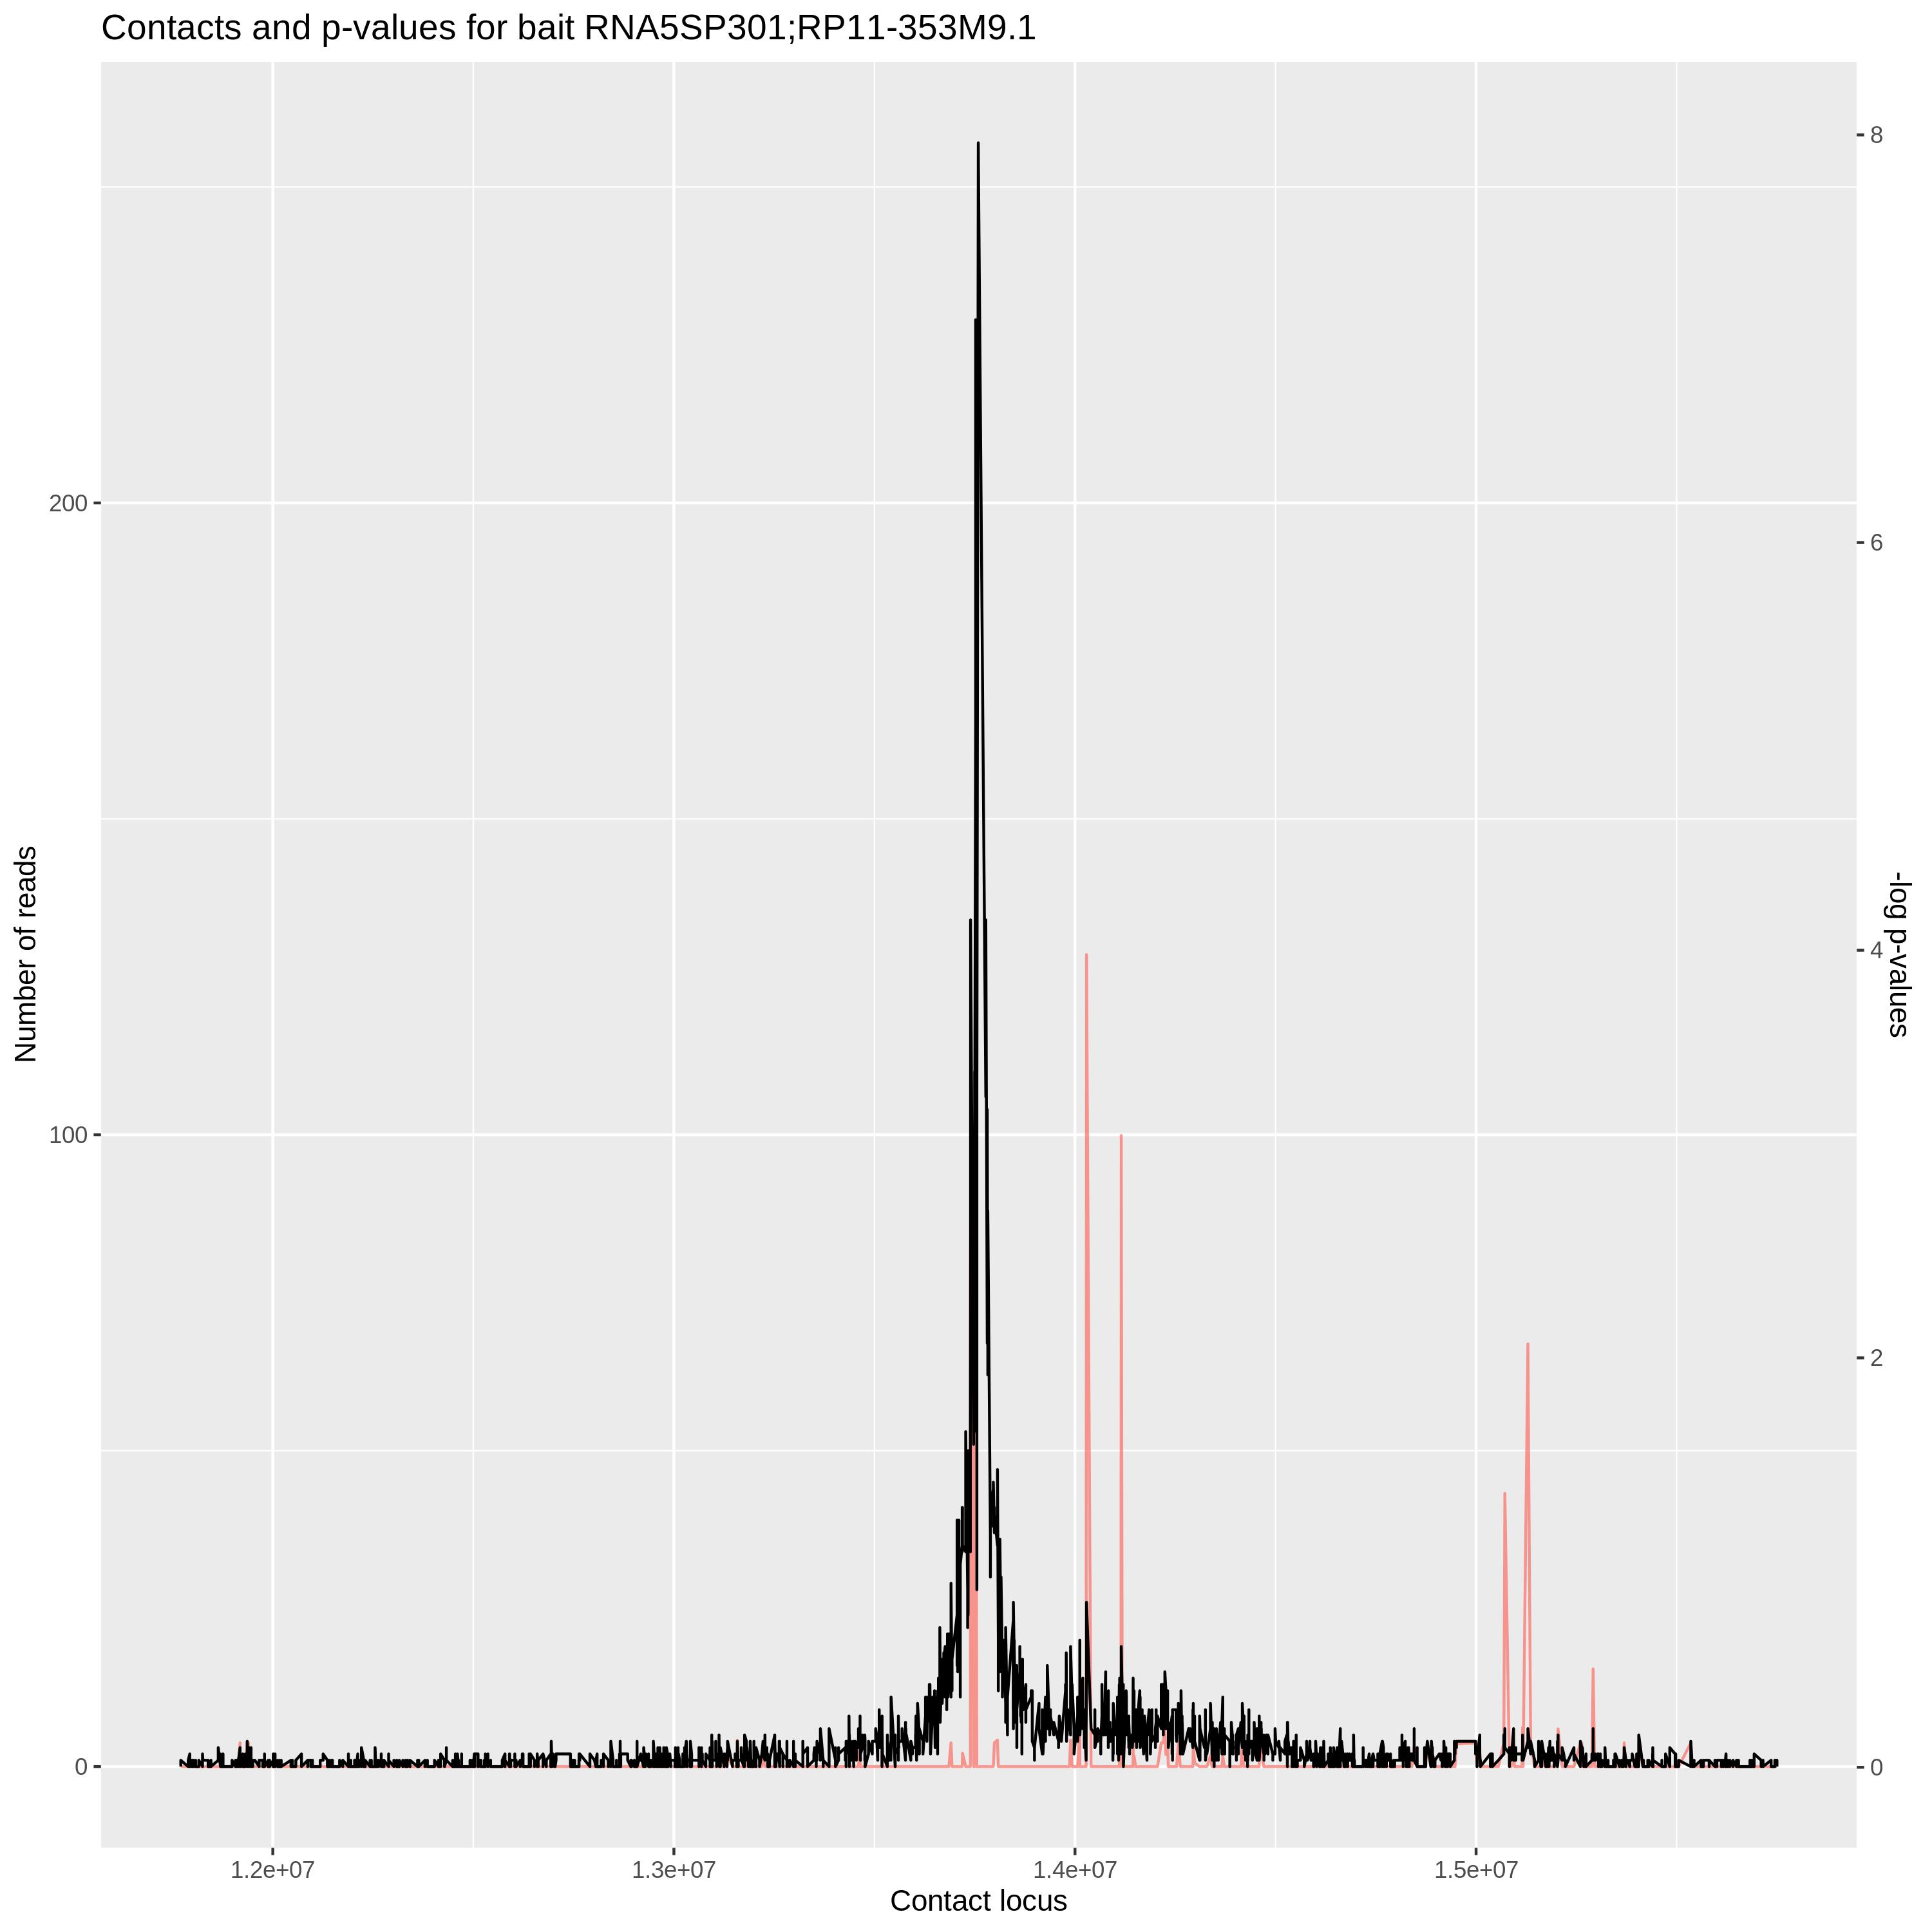 Contacts and p-values for bait RNA5SP301;RP11-353M9.1
Number of reads
200
100
0
8
6
4
2
0
-log p-values
1.2e+07 1.3e+07 1.4e+07 1.5e+07
Contact locus